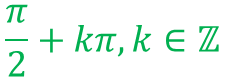 π/2 + kπ, k ∈ ℤ